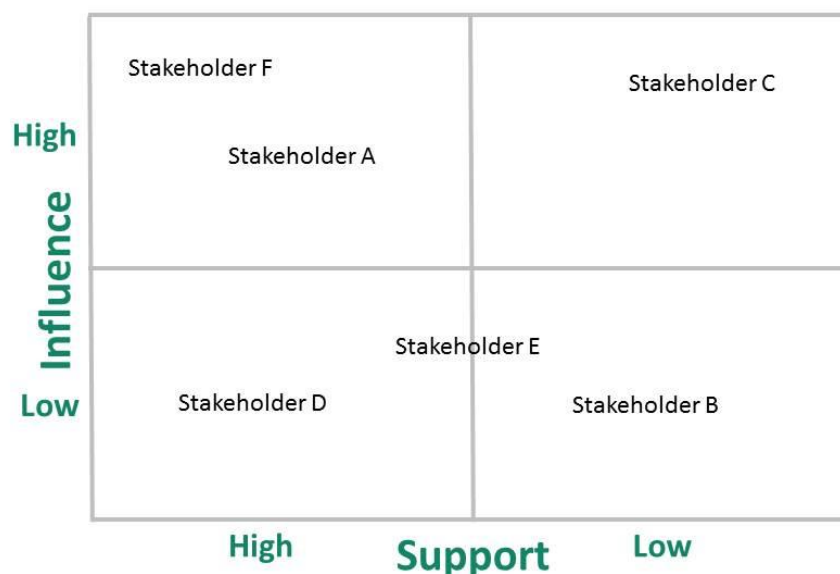 Stakeholder F
Stakeholder C
High
Stakeholder A
Influence
Stakeholder E
Low
Stakeholder D
Stakeholder B
High
Support
Low